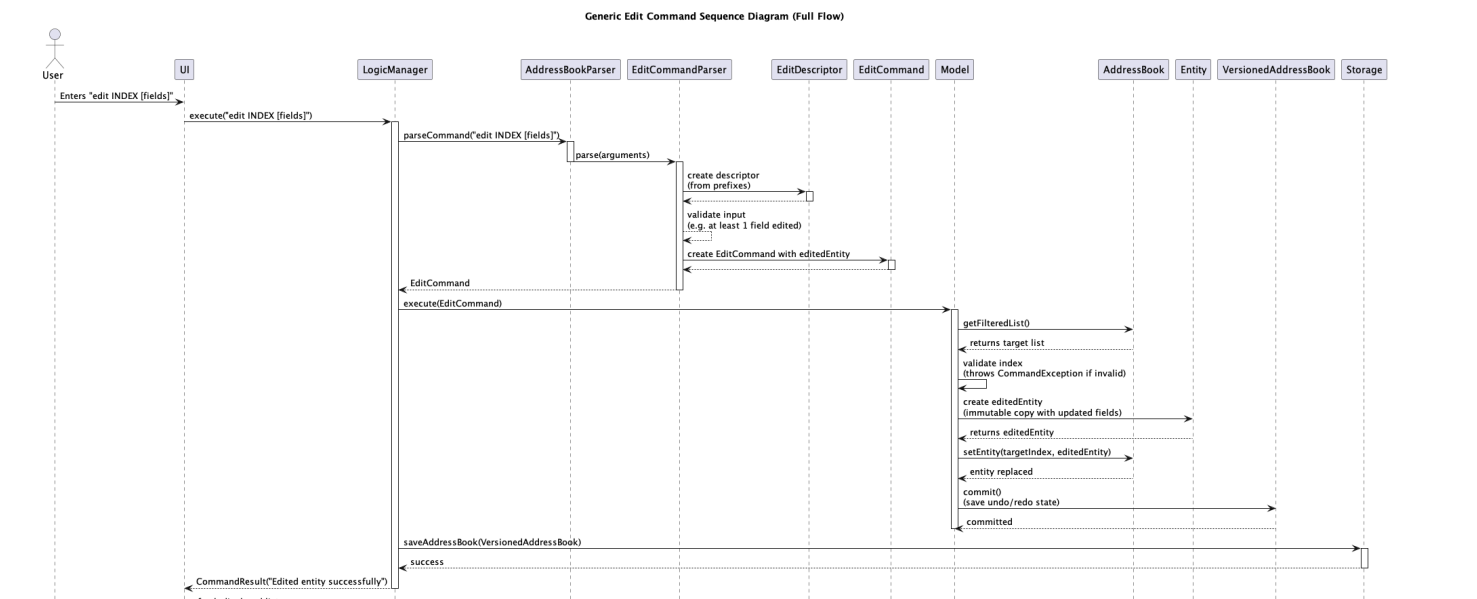 Generic Edit Command Sequence Diagram (Full Flow)
User
UI
LogicManager
AddressBookParser
EditCommandParser
EditDescriptor
EditCommand
Model
AddressBook
Entity
VersionedAddressBook
Storage
Enters "edit INDEX [fields]"
execute("edit INDEX [fields]")
parseCommand("edit INDEX [fields]")
parse(arguments)
create descriptor
(from prefixes)
validate input
(e.g. at least 1 field edited)
create EditCommand with editedEntity
EditCommand
execute(EditCommand)
getFilteredList()
returns target list
validate index
(throws CommandException if invalid)
create editedEntity
(immutable copy with updated fields)
returns editedEntity
setEntity(targetIndex, editedEntity)
entity replaced
commit()
(save undo/redo state)
committed
saveAddressBook(VersionedAddressBook)
success
CommandResult("Edited entity successfully")